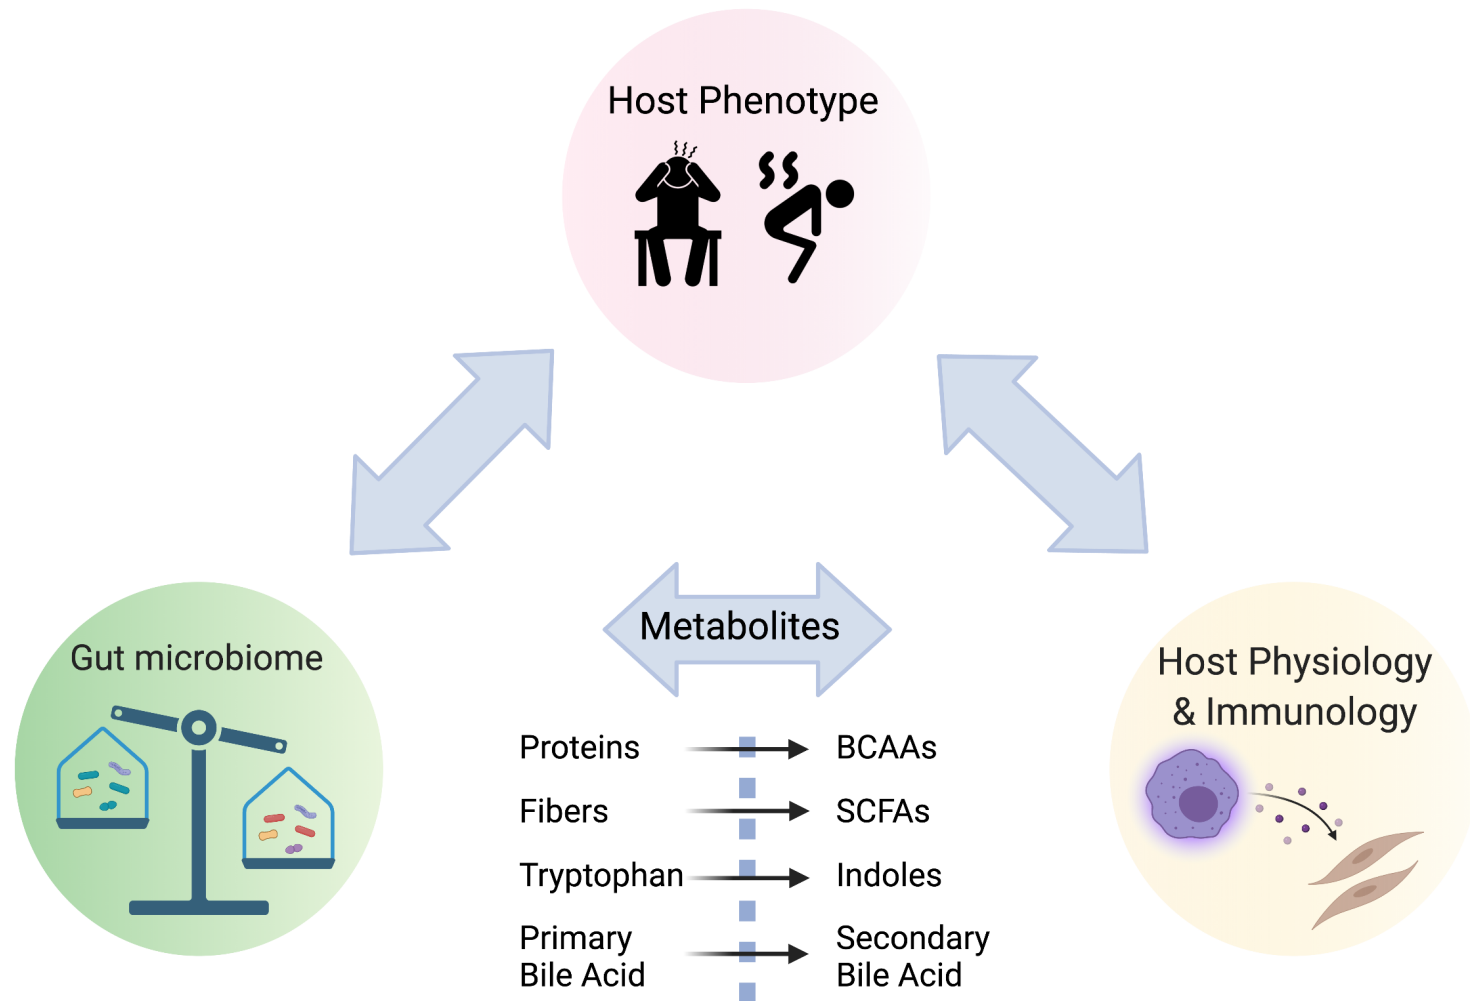 Host Phenotype
Gut microbiome
Metabolites
Host Physiology
& Immunology
Proteins
BCAAs
Fibers
SCFAs
Tryptophan
Indoles
Primary
Bile Acid
Secondary
Bile Acid